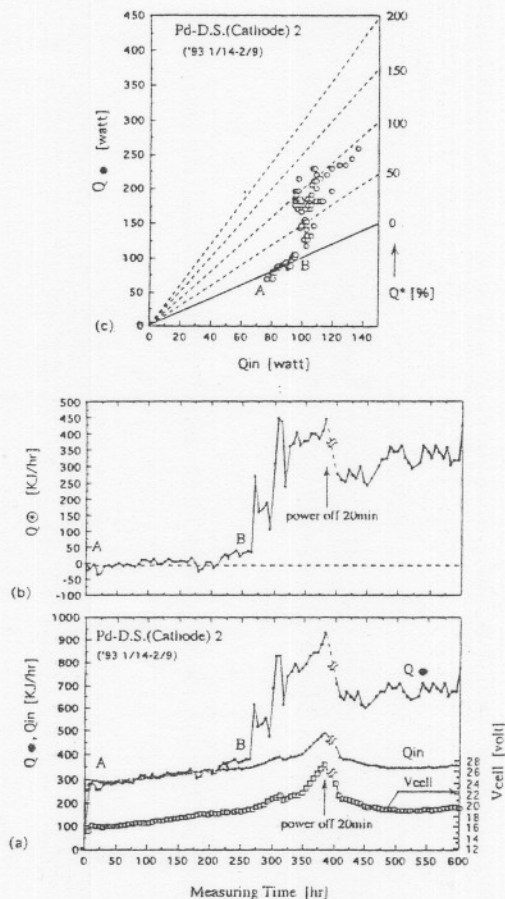 450
400
350
300
250
200
150
100
50
0
Pd-D.S.(Cathode) 2
('93 1/14-2/9)
200
150
100
50
0
Q ● [watt]
Q* [%]
A
B
(c)
0 20 40 60 80 100 120 140
Qin [watt]
500
450
400
350
300
250
200
150
100
50
0
-50
-100
Q ⊙ [KJ/hr]
A
B
power off 20min
(b)
1000
900
800
700
600
500
400
300
200
100
0
Pd-D.S.(Cathode) 2
('93 1/14-2/9)
Q ●, Qin [KJ/hr]
A
B
Q ●
Qin
Vcell
power off 20min
28
26
24
22
20
18
16
14
12
Vcell [volt]
(a)
0 50 100 150 200 250 300 350 400 450 500 550 600
Measuring Time [hr]